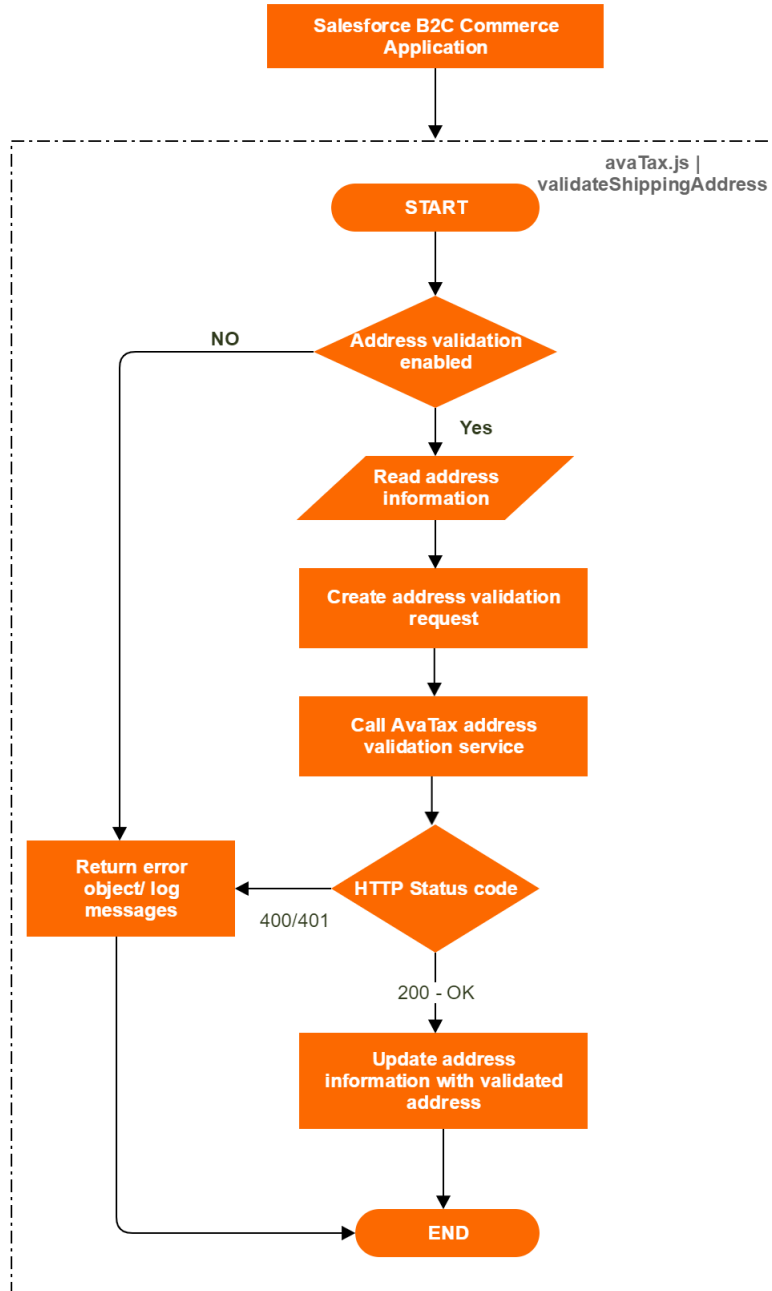 Salesforce B2C Commerce
Application
avaTax.js |
validateShippingAddress
START
Address validation
enabled
NO
Yes
Read address
information
Create address validation
request
Call AvaTax address
validation service
HTTP Status code
400/401
Return error
object/ log
messages
200 - OK
Update address
information with validated
address
END